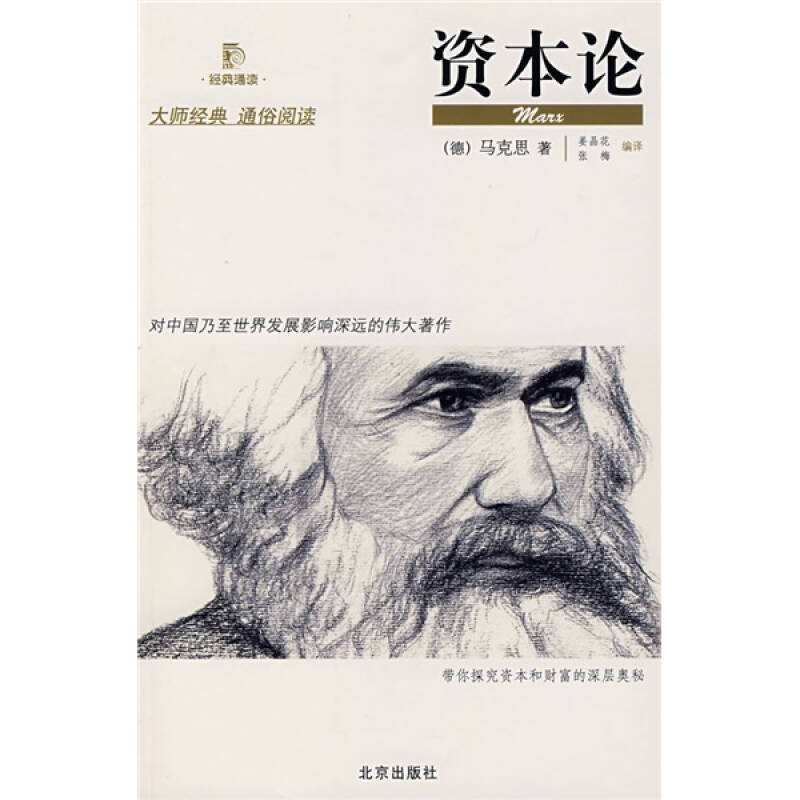 ·经典通读·
大师经典 通俗阅读
资本论
Marx
(德) 马克思 著
姜晶花
张 梅
编译
对中国乃至世界发展影响深远的伟大著作
带你探究资本和财富的深层奥秘
北京出版社